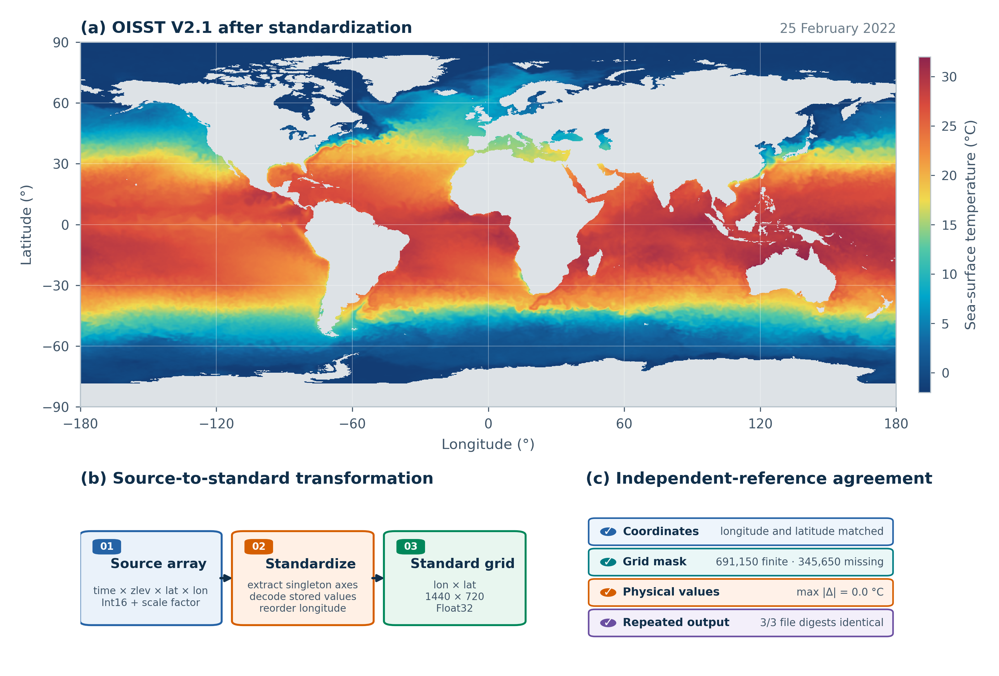 (a) OISST V2.1 after standardization
25 February 2022
90
60
30
0
−30
−60
−90
Latitude (°)
−180
−120
−60
0
60
120
180
Longitude (°)
30
25
20
15
10
5
0
Sea-surface temperature (°C)
(b) Source-to-standard transformation
01
Source array
time × zlev × lat × lon
Int16 + scale factor
02
Standardize
extract singleton axes
decode stored values
reorder longitude
03
Standard grid
lon × lat
1440 × 720
Float32
(c) Independent-reference agreement
✓ Coordinates longitude and latitude matched
✓ Grid mask 691,150 finite · 345,650 missing
✓ Physical values max |Δ| = 0.0 °C
✓ Repeated output 3/3 file digests identical